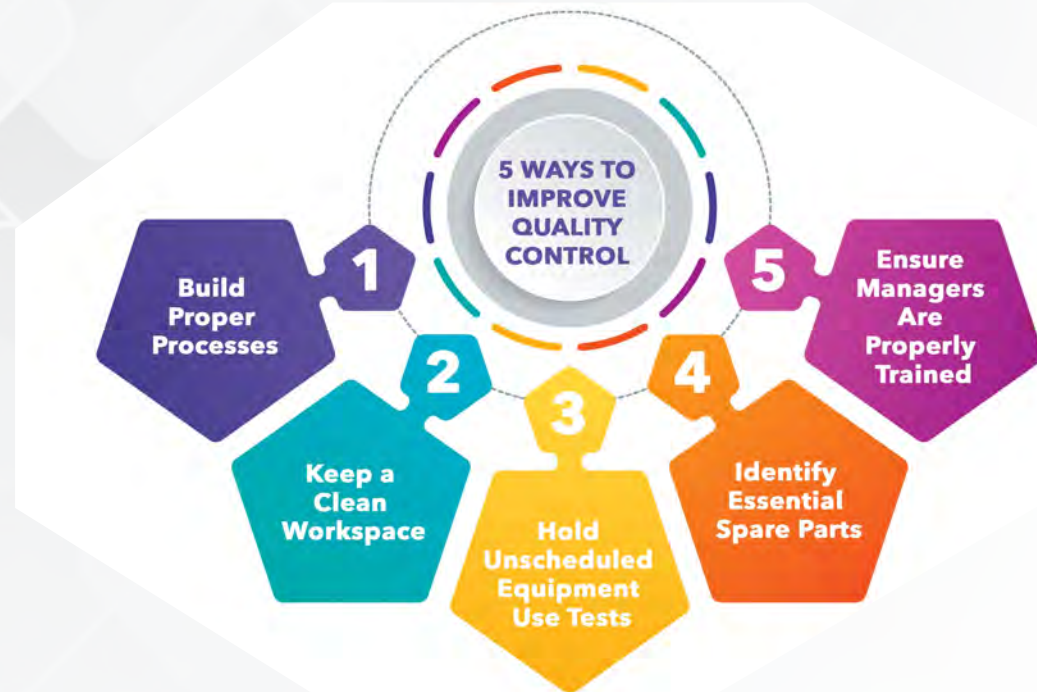 5 WAYS TO
IMPROVE
QUALITY
CONTROL
1
Build
Proper
Processes
2
Keep a
Clean
Workspace
3
Hold
Unscheduled
Equipment
Use Tests
4
Identify
Essential
Spare Parts
5
Ensure
Managers
Are
Properly
Trained